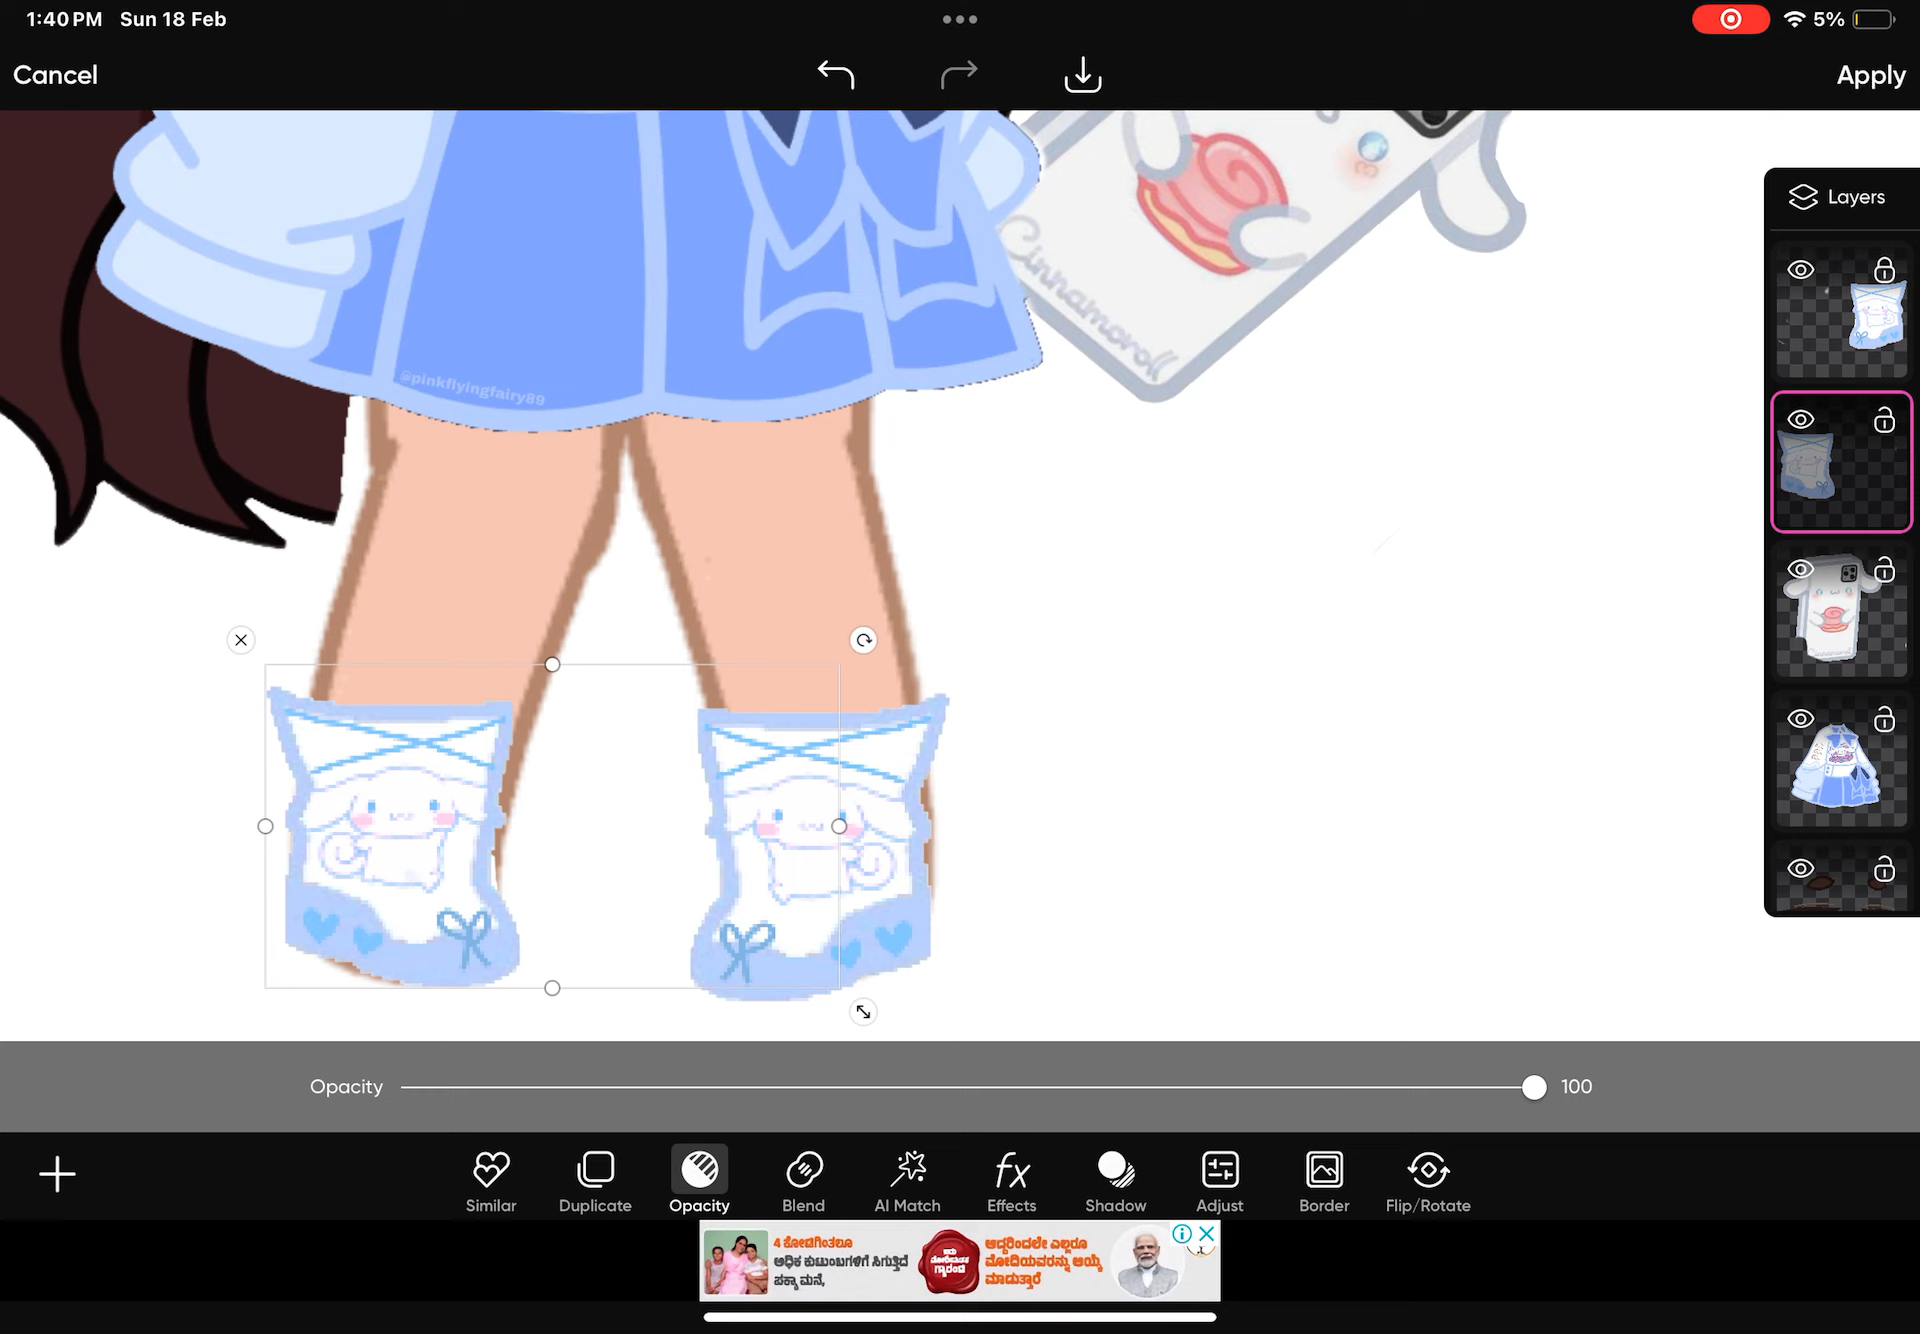 1:40 PM Sun 18 Feb
5%
Cancel
Apply
Layers
Cinnamoroll
@pinkflyingfairy89
Opacity 100
Similar
Duplicate
Opacity
Blend
AI Match
fx
Effects
Shadow
Adjust
Border
Flip/Rotate
4 ಕೋಟಿಗಿಂತಲೂ
ಅಧಿಕ ಕುಟುಂಬಗಳಿಗೆ ಸಿಗುತ್ತಿದೆ
ಪಕ್ಕಾ ಮನೆ,
ಆದ್ದರಿಂದಲೇ ಎಲ್ಲರೂ
ಮೋದಿಯವರನ್ನು ಆಯ್ಕೆ
ಮಾಡುತ್ತಾರೆ